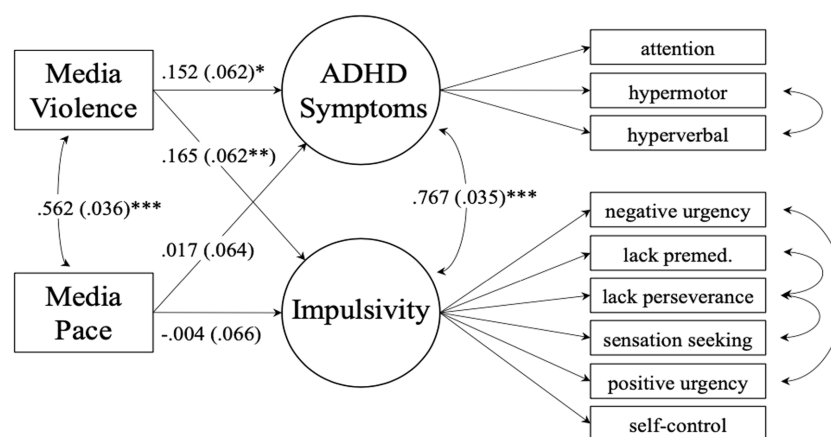 Media
Violence
.152 (.062)*
ADHD
Symptoms
attention
hypermotor
hyperverbal
.165 (.062**)
.562 (.036)***
.767 (.035)***
.017 (.064)
Media
Pace
-.004 (.066)
Impulsivity
negative urgency
lack premed.
lack perseverance
sensation seeking
positive urgency
self-control